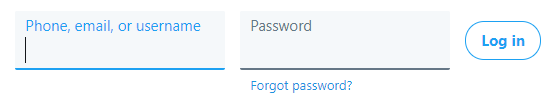 Phone, email, or username
Password
Log in
Forgot password?